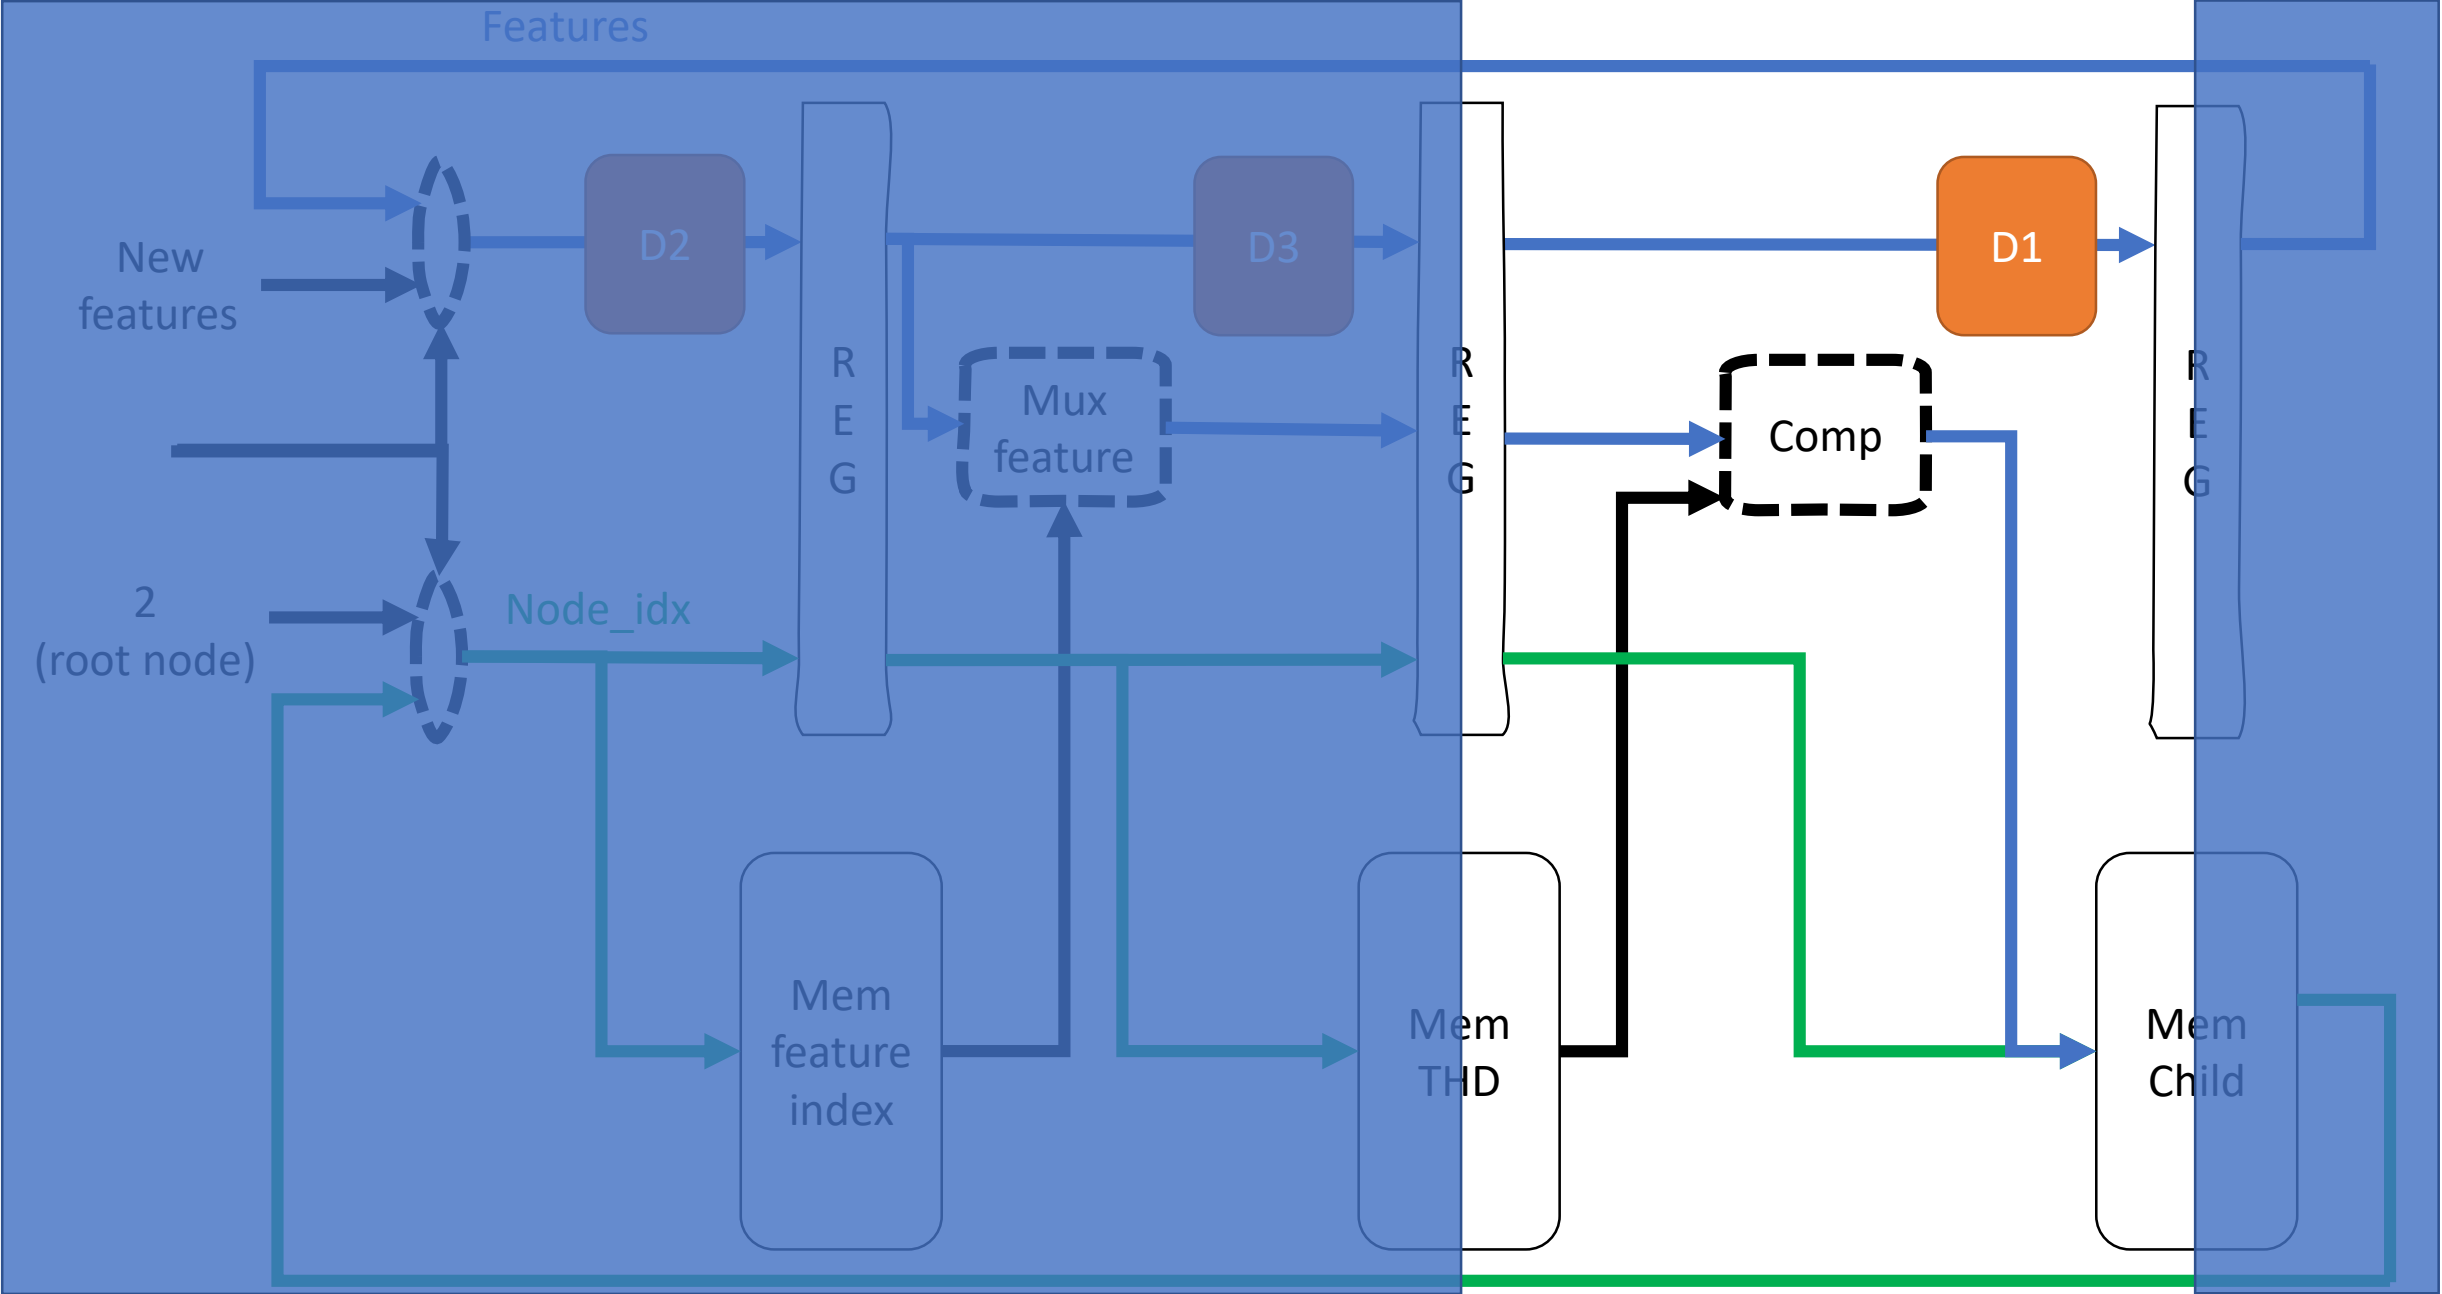 Features
D2
D3
D1
New
features
R
E
G
Mux
feature
R
E
G
Comp
R
E
G
2
(root node)
Node_idx
Mem
feature
index
Mem
THD
Mem
Child